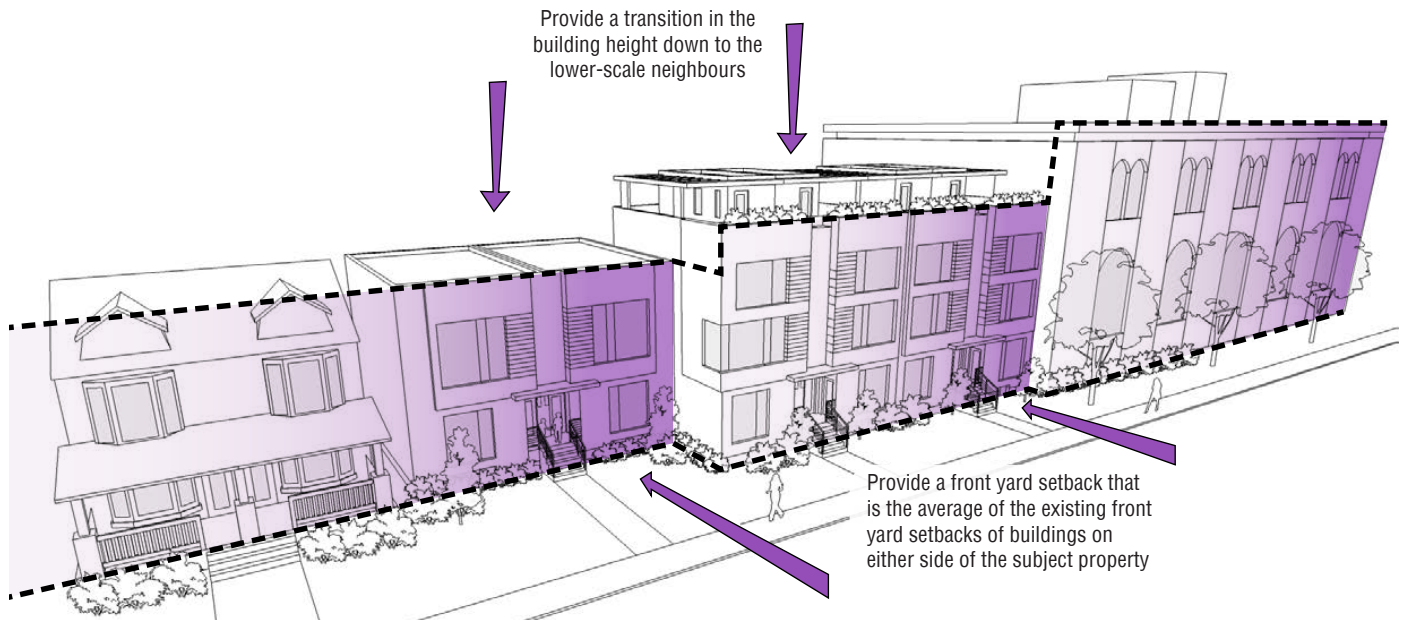 Provide a transition in the
building height down to the
lower-scale neighbours
Provide a front yard setback that
is the average of the existing front
yard setbacks of buildings on
either side of the subject property